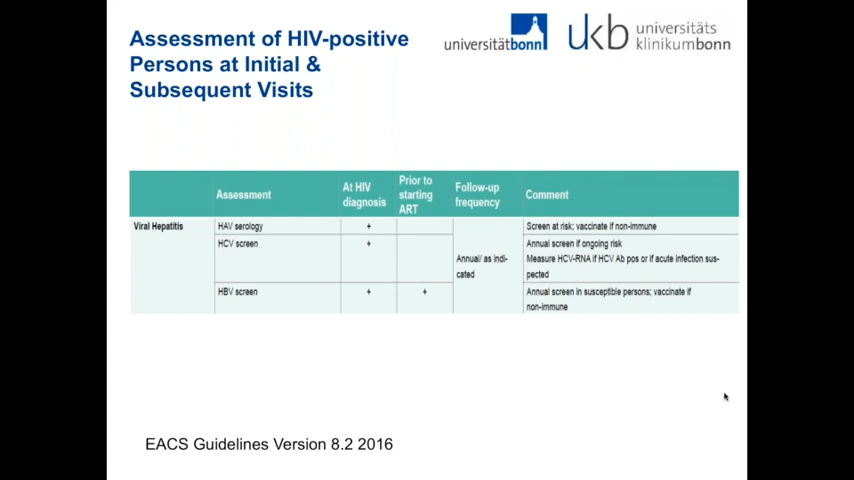 Assessment of HIV-positive
Persons at Initial &
Subsequent Visits
universitätbonn
ukb universitäts
klinikumbonn
Assessment
At HIV
diagnosis
Prior to
starting
ART
Follow-up
frequency
Comment
Viral Hepatitis
HAV serology
+
Screen at risk; vaccinate if non-immune
HCV screen
+
Annual/ as indi-
cated
Annual screen if ongoing risk
Measure HCV-RNA if HCV Ab pos or if acute infection sus-
pected
HBV screen
+
+
Annual screen in susceptible persons; vaccinate if
non-immune
EACS Guidelines Version 8.2 2016